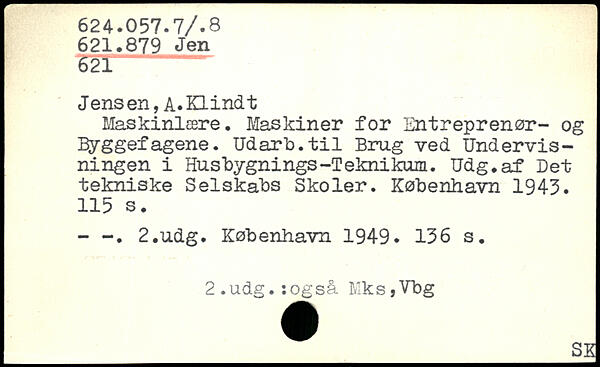 624.057.7/.8
621.879 Jen
621
Jensen,A.Klindt
Maskinlære. Maskiner for Entreprenør- og
Byggefagene. Udarb.til Brug ved Undervis-
ningen i Husbygnings-Teknikum. Udg.af Det
tekniske Selskabs Skoler. København 1943.
115 s.
- -. 2.udg. København 1949. 136 s.
2.udg.:også Mks,Vbg
SK